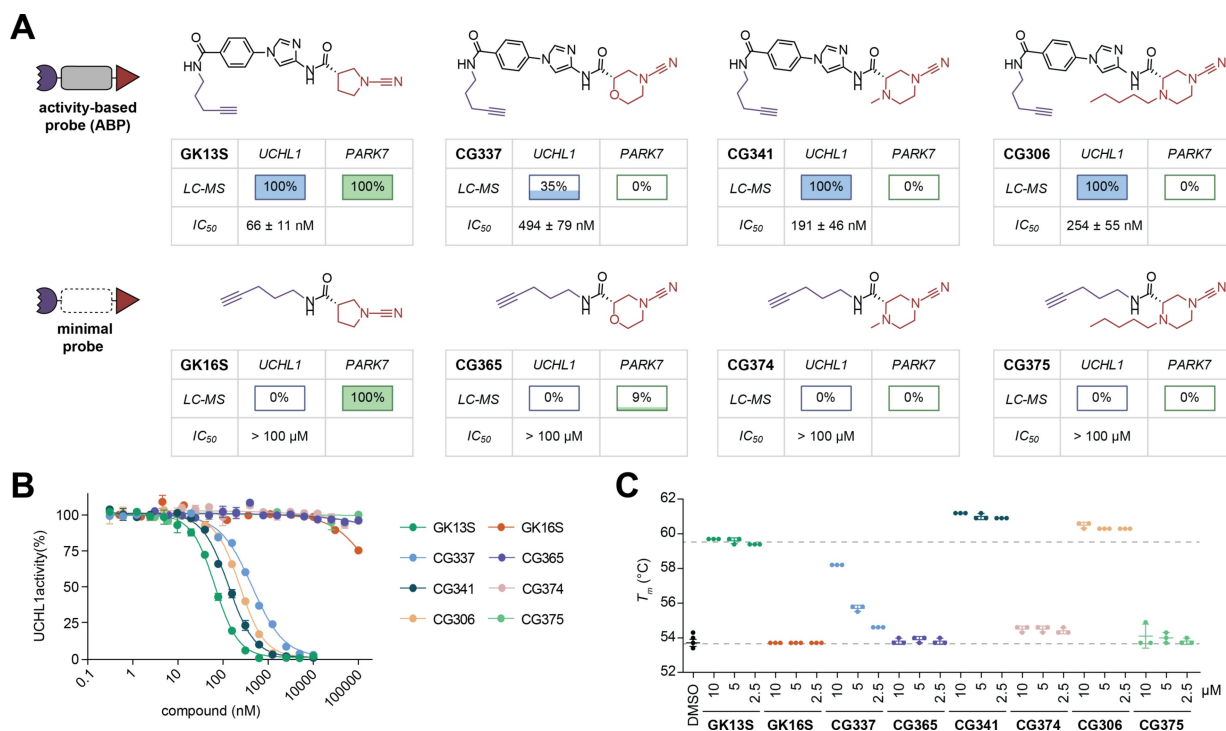 A
activity-based
probe (ABP)
O
HN
N
N
N
H
O
N
N
O
HN
N
N
N
H
O
O
N
N
O
HN
N
N
N
H
O
N
N
N
O
HN
N
N
N
H
O
N
N
N
GK13S UCHL1 PARK7
LC-MS 100% 100%
IC50 66 ± 11 nM
CG337 UCHL1 PARK7
LC-MS 35% 0%
IC50 494 ± 79 nM
CG341 UCHL1 PARK7
LC-MS 100% 0%
IC50 191 ± 46 nM
CG306 UCHL1 PARK7
LC-MS 100% 0%
IC50 254 ± 55 nM
minimal
probe
O
N
H
N
N
O
N
H
O
N
N
O
N
H
N
N
N
O
N
H
N
N
N
GK16S UCHL1 PARK7
LC-MS 0% 100%
IC50 > 100 µM
CG365 UCHL1 PARK7
LC-MS 0% 9%
IC50 > 100 µM
CG374 UCHL1 PARK7
LC-MS 0% 0%
IC50 > 100 µM
CG375 UCHL1 PARK7
LC-MS 0% 0%
IC50 > 100 µM
B
UCHL1activity(%)
100
75
50
25
0
0.1 1 10 100 1000 10000 100000
compound (nM)
GK13S GK16S
CG337 CG365
CG341 CG374
CG306 CG375
C
Tm (°C)
62
60
58
56
54
52
DMSO 10 5 2.5 10 5 2.5 10 5 2.5 10 5 2.5 10 5 2.5 10 5 2.5 10 5 2.5 10 5 2.5 µM
GK13S GK16S CG337 CG365 CG341 CG374 CG306 CG375